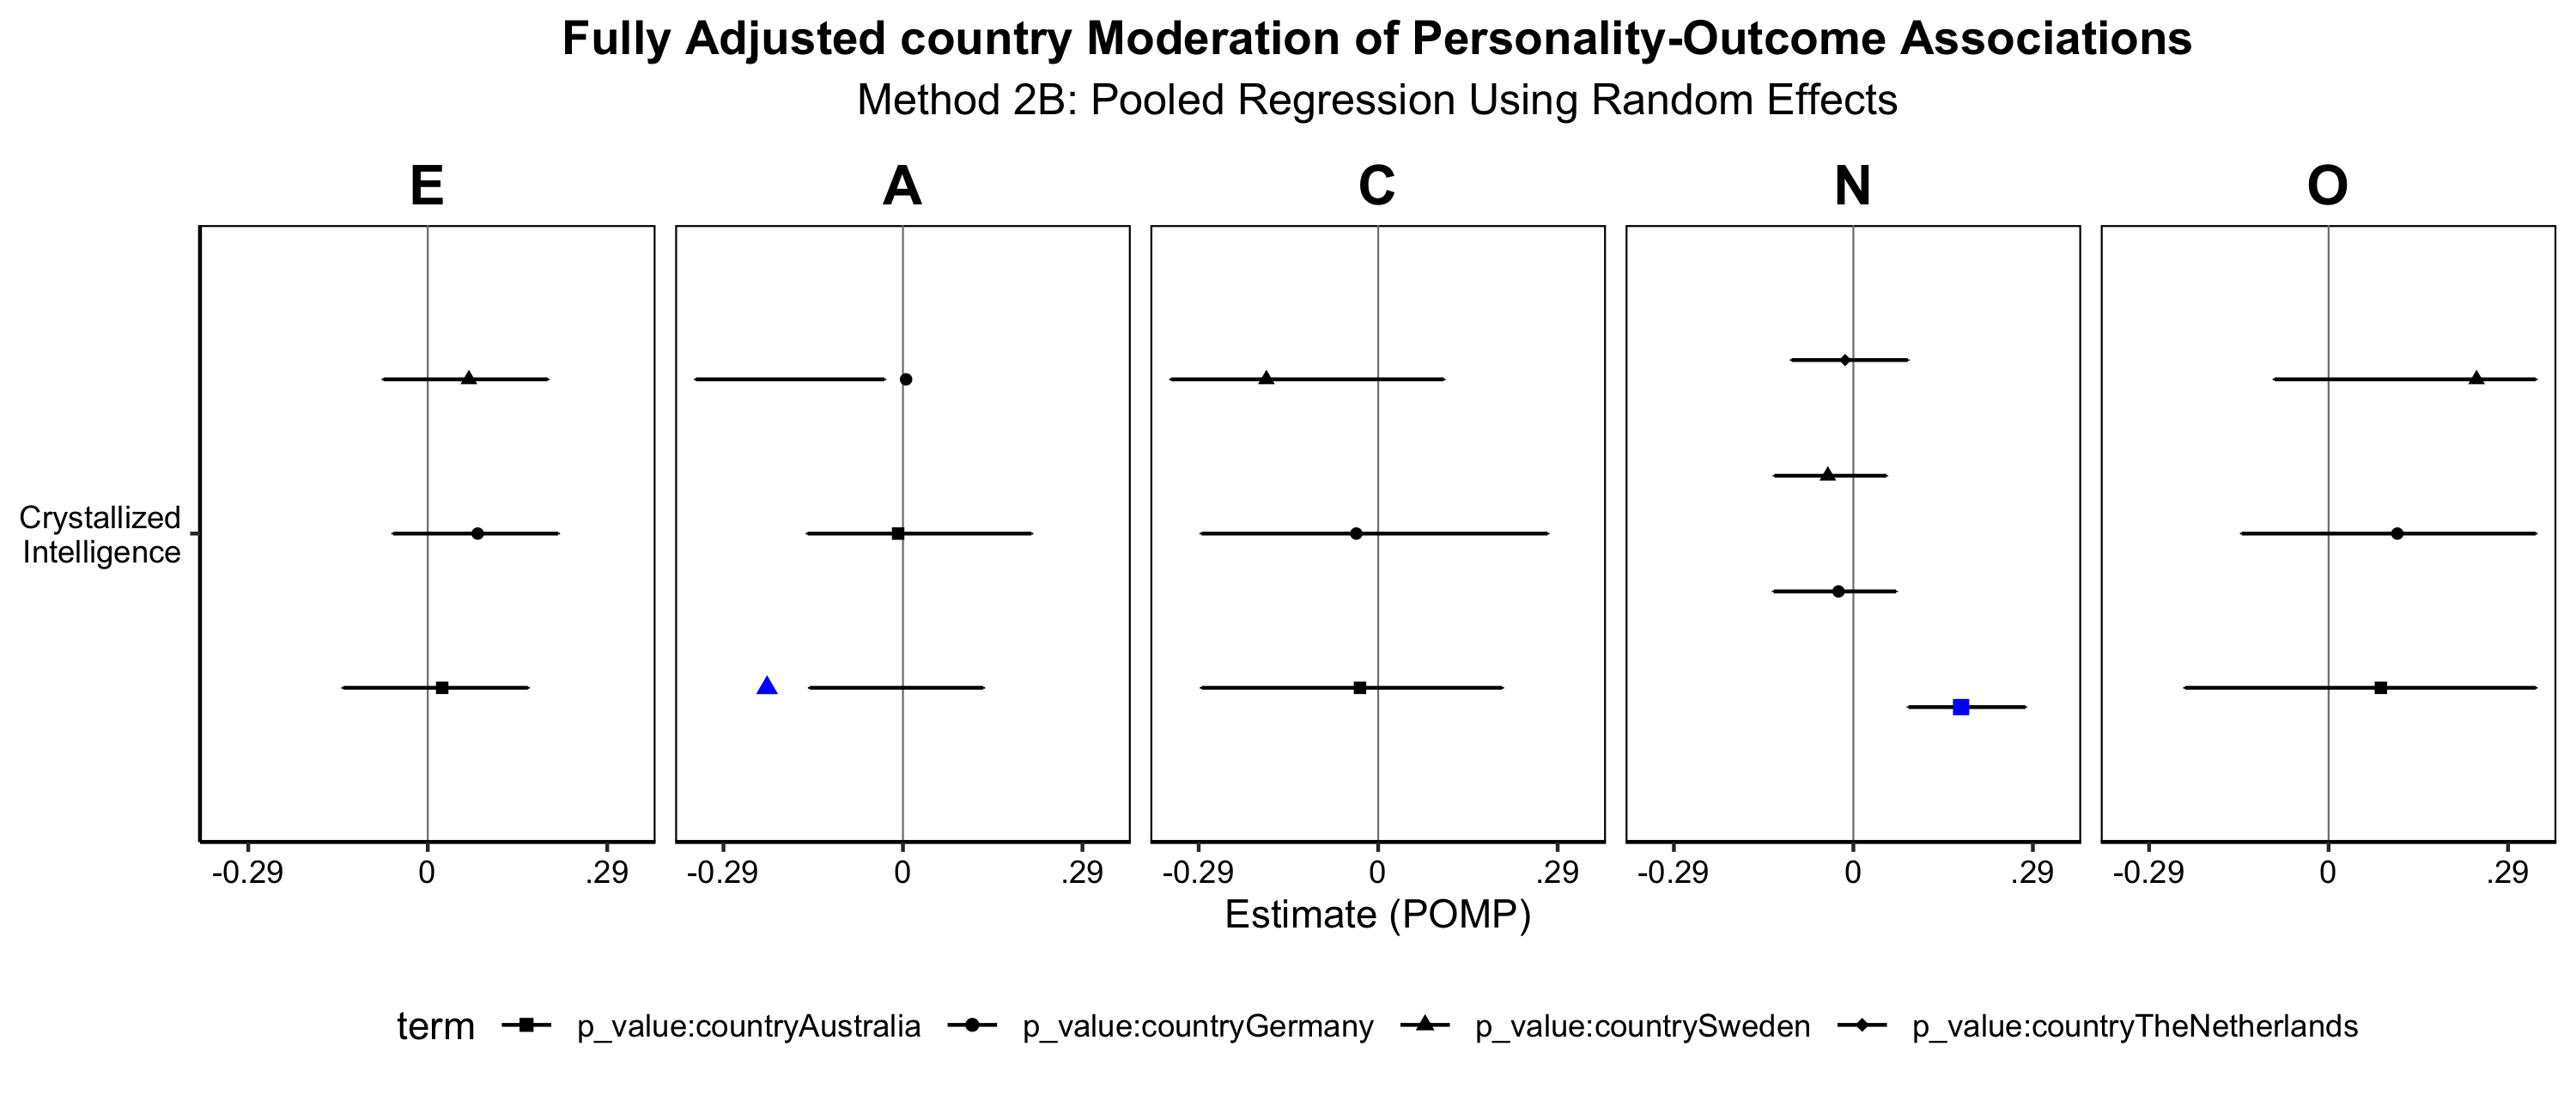 Fully Adjusted country Moderation of Personality-Outcome Associations
Method 2B: Pooled Regression Using Random Effects
E A C N O
Crystallized
Intelligence
-0.29 0 .29 -0.29 0 .29 -0.29 0 .29 -0.29 0 .29 -0.29 0 .29
Estimate (POMP)
term p_value:countryAustralia p_value:countryGermany p_value:countrySweden p_value:countryTheNetherlands